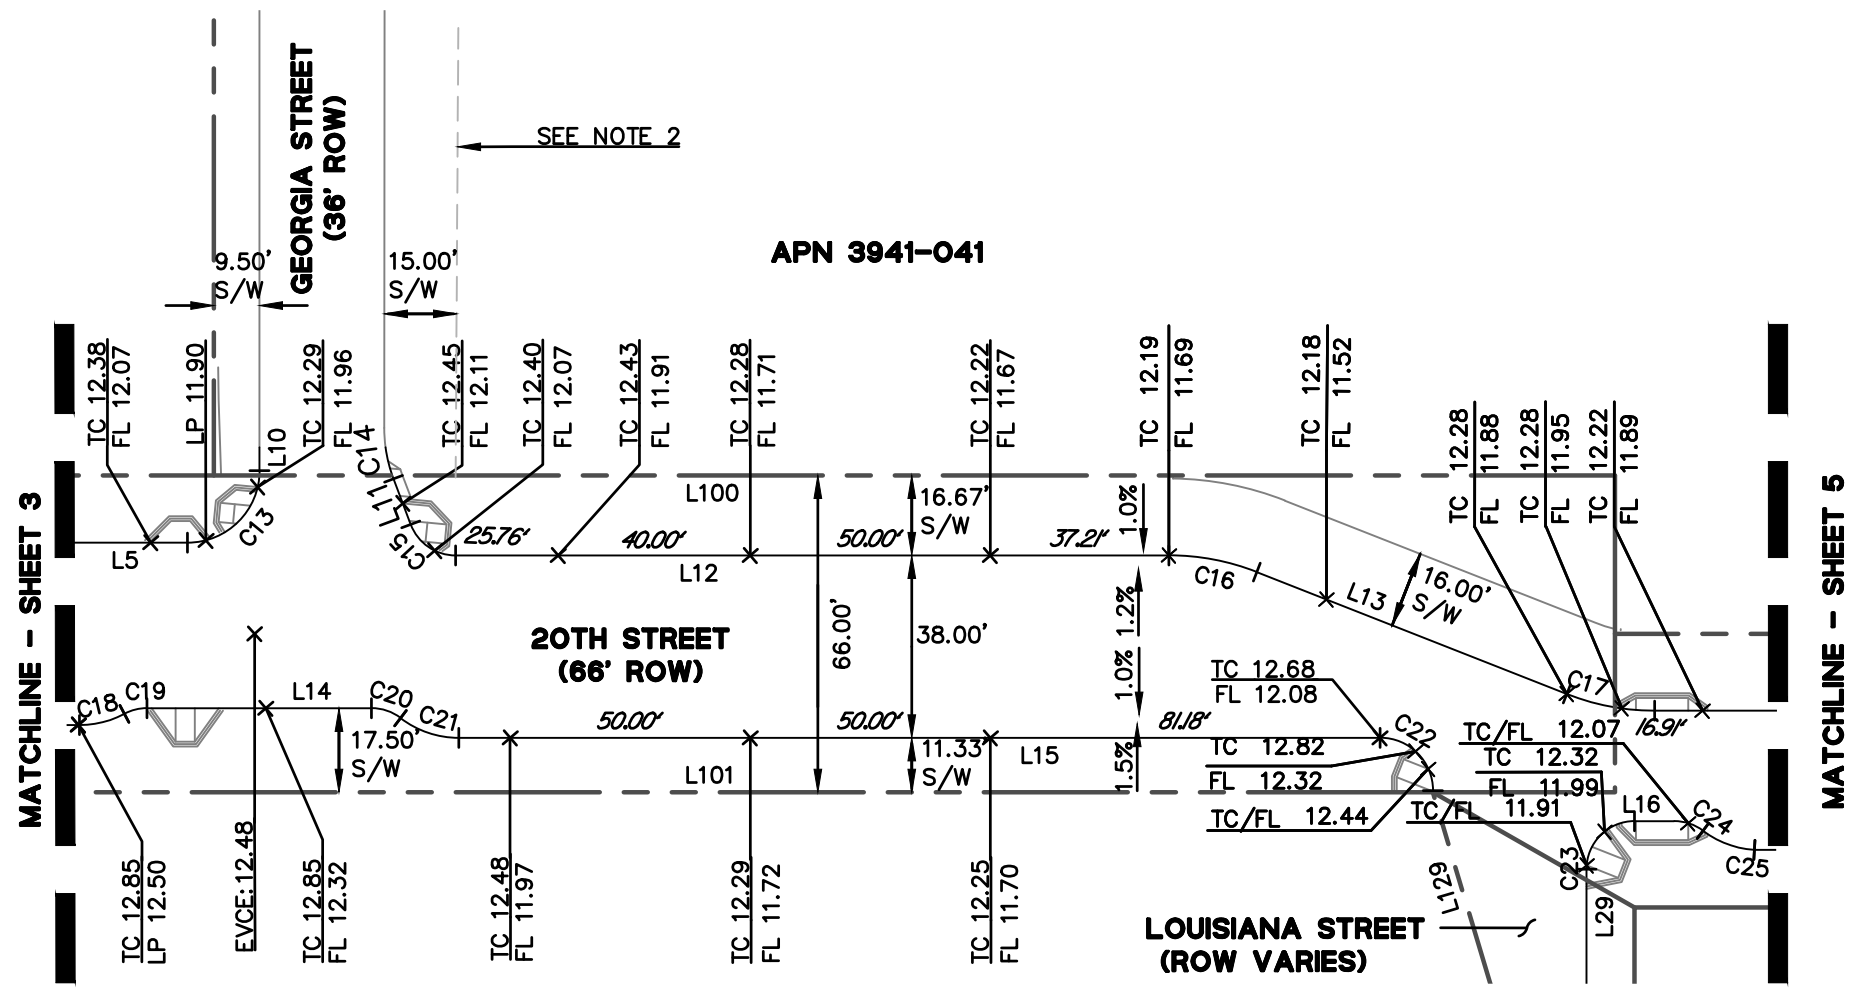 GEORGIA STREET
(36' ROW)
SEE NOTE 2
APN 3941-041
9.50'
S/W
15.00'
S/W
TC 12.38
FL 12.07
LP 11.90
L10
TC 12.29
FL 11.96
C14
TC 12.45
FL 12.11
TC 12.40
FL 12.07
TC 12.43
FL 11.91
TC 12.28
FL 11.71
TC 12.22
FL 11.67
TC 12.19
FL 11.69
TC 12.18
FL 11.52
TC 12.28
FL 11.88
TC 12.28
FL 11.95
TC 12.22
FL 11.89
L5
C13
L11
C15
25.76'
40.00'
50.00'
37.21'
L100
L12
16.67'
S/W
1.0%
C16
L13
16.00'
S/W
C17
16.91'
MATCHLINE - SHEET 3
MATCHLINE - SHEET 5
20TH STREET
(66' ROW)
66.00'
38.00'
1.2%
1.0%
1.5%
C18
C19
L14
C20
C21
17.50'
S/W
50.00'
50.00'
81.18'
L101
11.33'
S/W
L15
TC 12.68
FL 12.08
C22
TC 12.82
FL 12.32
TC/FL 12.44
TC/FL 12.07
TC 12.32
FL 11.99
TC/FL 11.91
L16
C24
C23
C25
L129
L29
TC 12.85
LP 12.50
EVCE:12.48
TC 12.85
FL 12.32
TC 12.48
FL 11.97
TC 12.29
FL 11.72
TC 12.25
FL 11.70
LOUISIANA STREET
(ROW VARIES)